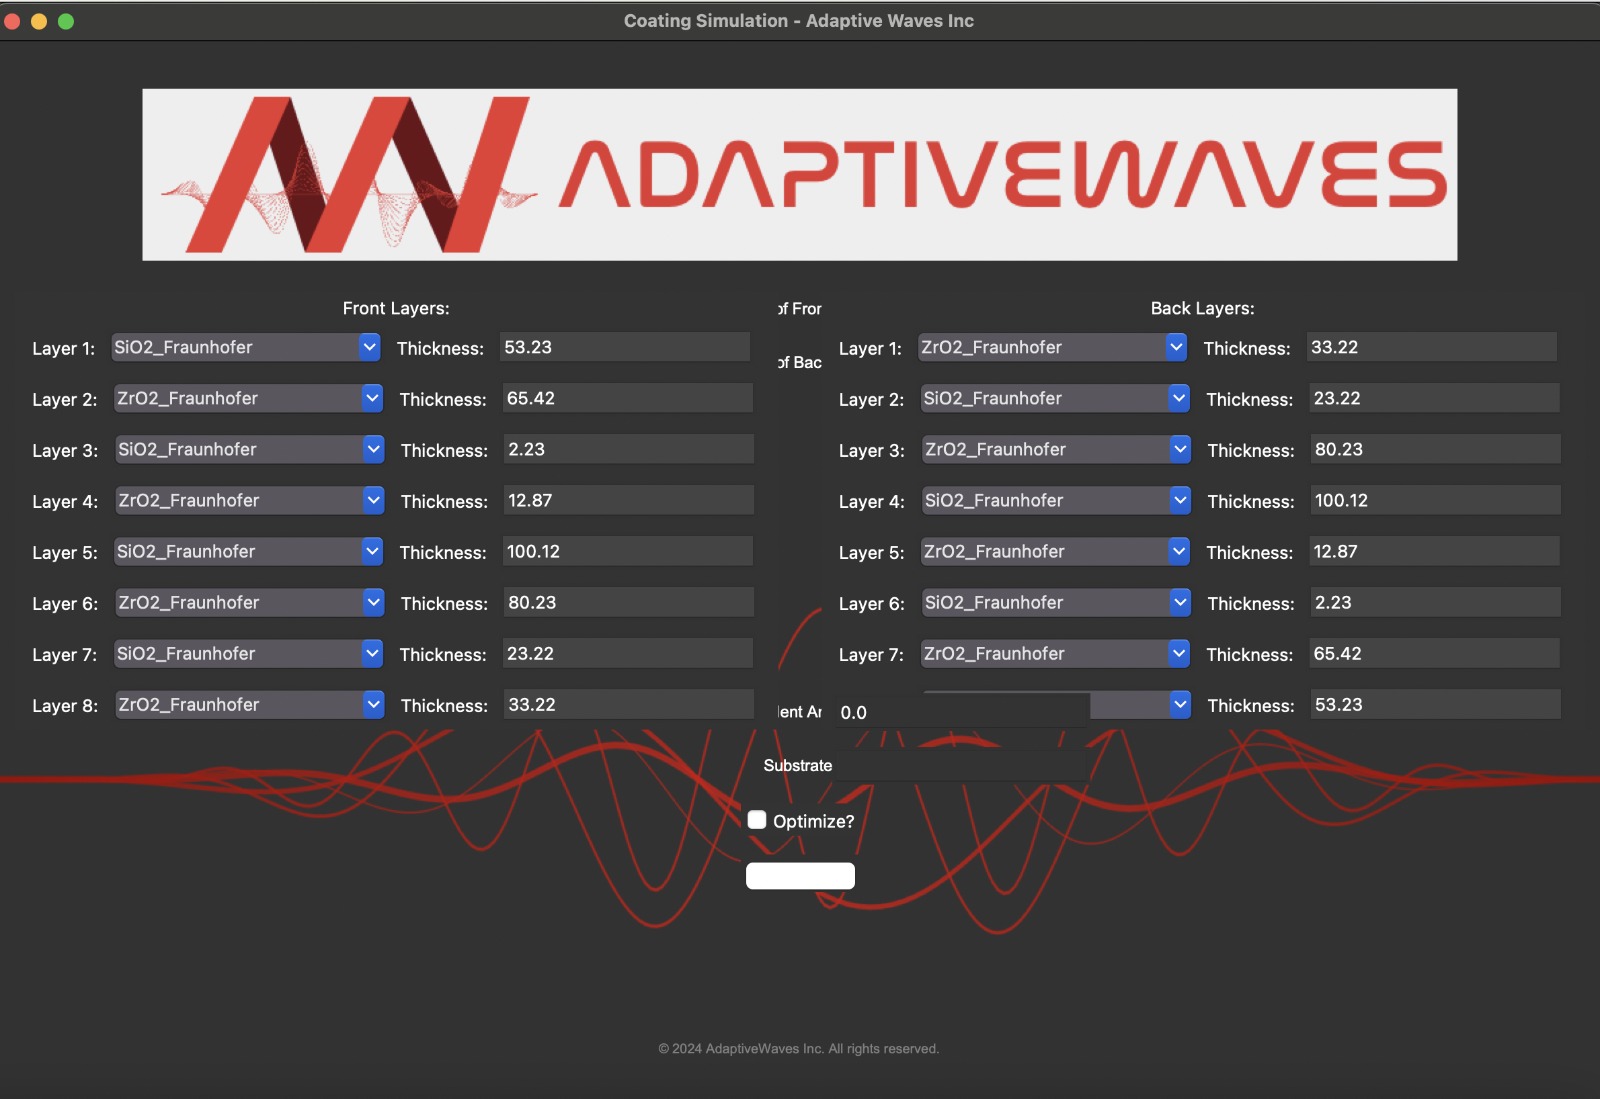 Coating Simulation - Adaptive Waves Inc
ADAPTIVEWAVES
Front Layers:
of Fron
Back Layers:
Layer 1: SiO2_Fraunhofer Thickness: 53.23
Layer 1: ZrO2_Fraunhofer Thickness: 33.22
of Bac
Layer 2: ZrO2_Fraunhofer Thickness: 65.42
Layer 2: SiO2_Fraunhofer Thickness: 23.22
Layer 3: SiO2_Fraunhofer Thickness: 2.23
Layer 3: ZrO2_Fraunhofer Thickness: 80.23
Layer 4: ZrO2_Fraunhofer Thickness: 12.87
Layer 4: SiO2_Fraunhofer Thickness: 100.12
Layer 5: SiO2_Fraunhofer Thickness: 100.12
Layer 5: ZrO2_Fraunhofer Thickness: 12.87
Layer 6: ZrO2_Fraunhofer Thickness: 80.23
Layer 6: SiO2_Fraunhofer Thickness: 2.23
Layer 7: SiO2_Fraunhofer Thickness: 23.22
Layer 7: ZrO2_Fraunhofer Thickness: 65.42
Layer 8: ZrO2_Fraunhofer Thickness: 33.22
dent An 0.0 Thickness: 53.23
Substrate
Optimize?
© 2024 AdaptiveWaves Inc. All rights reserved.